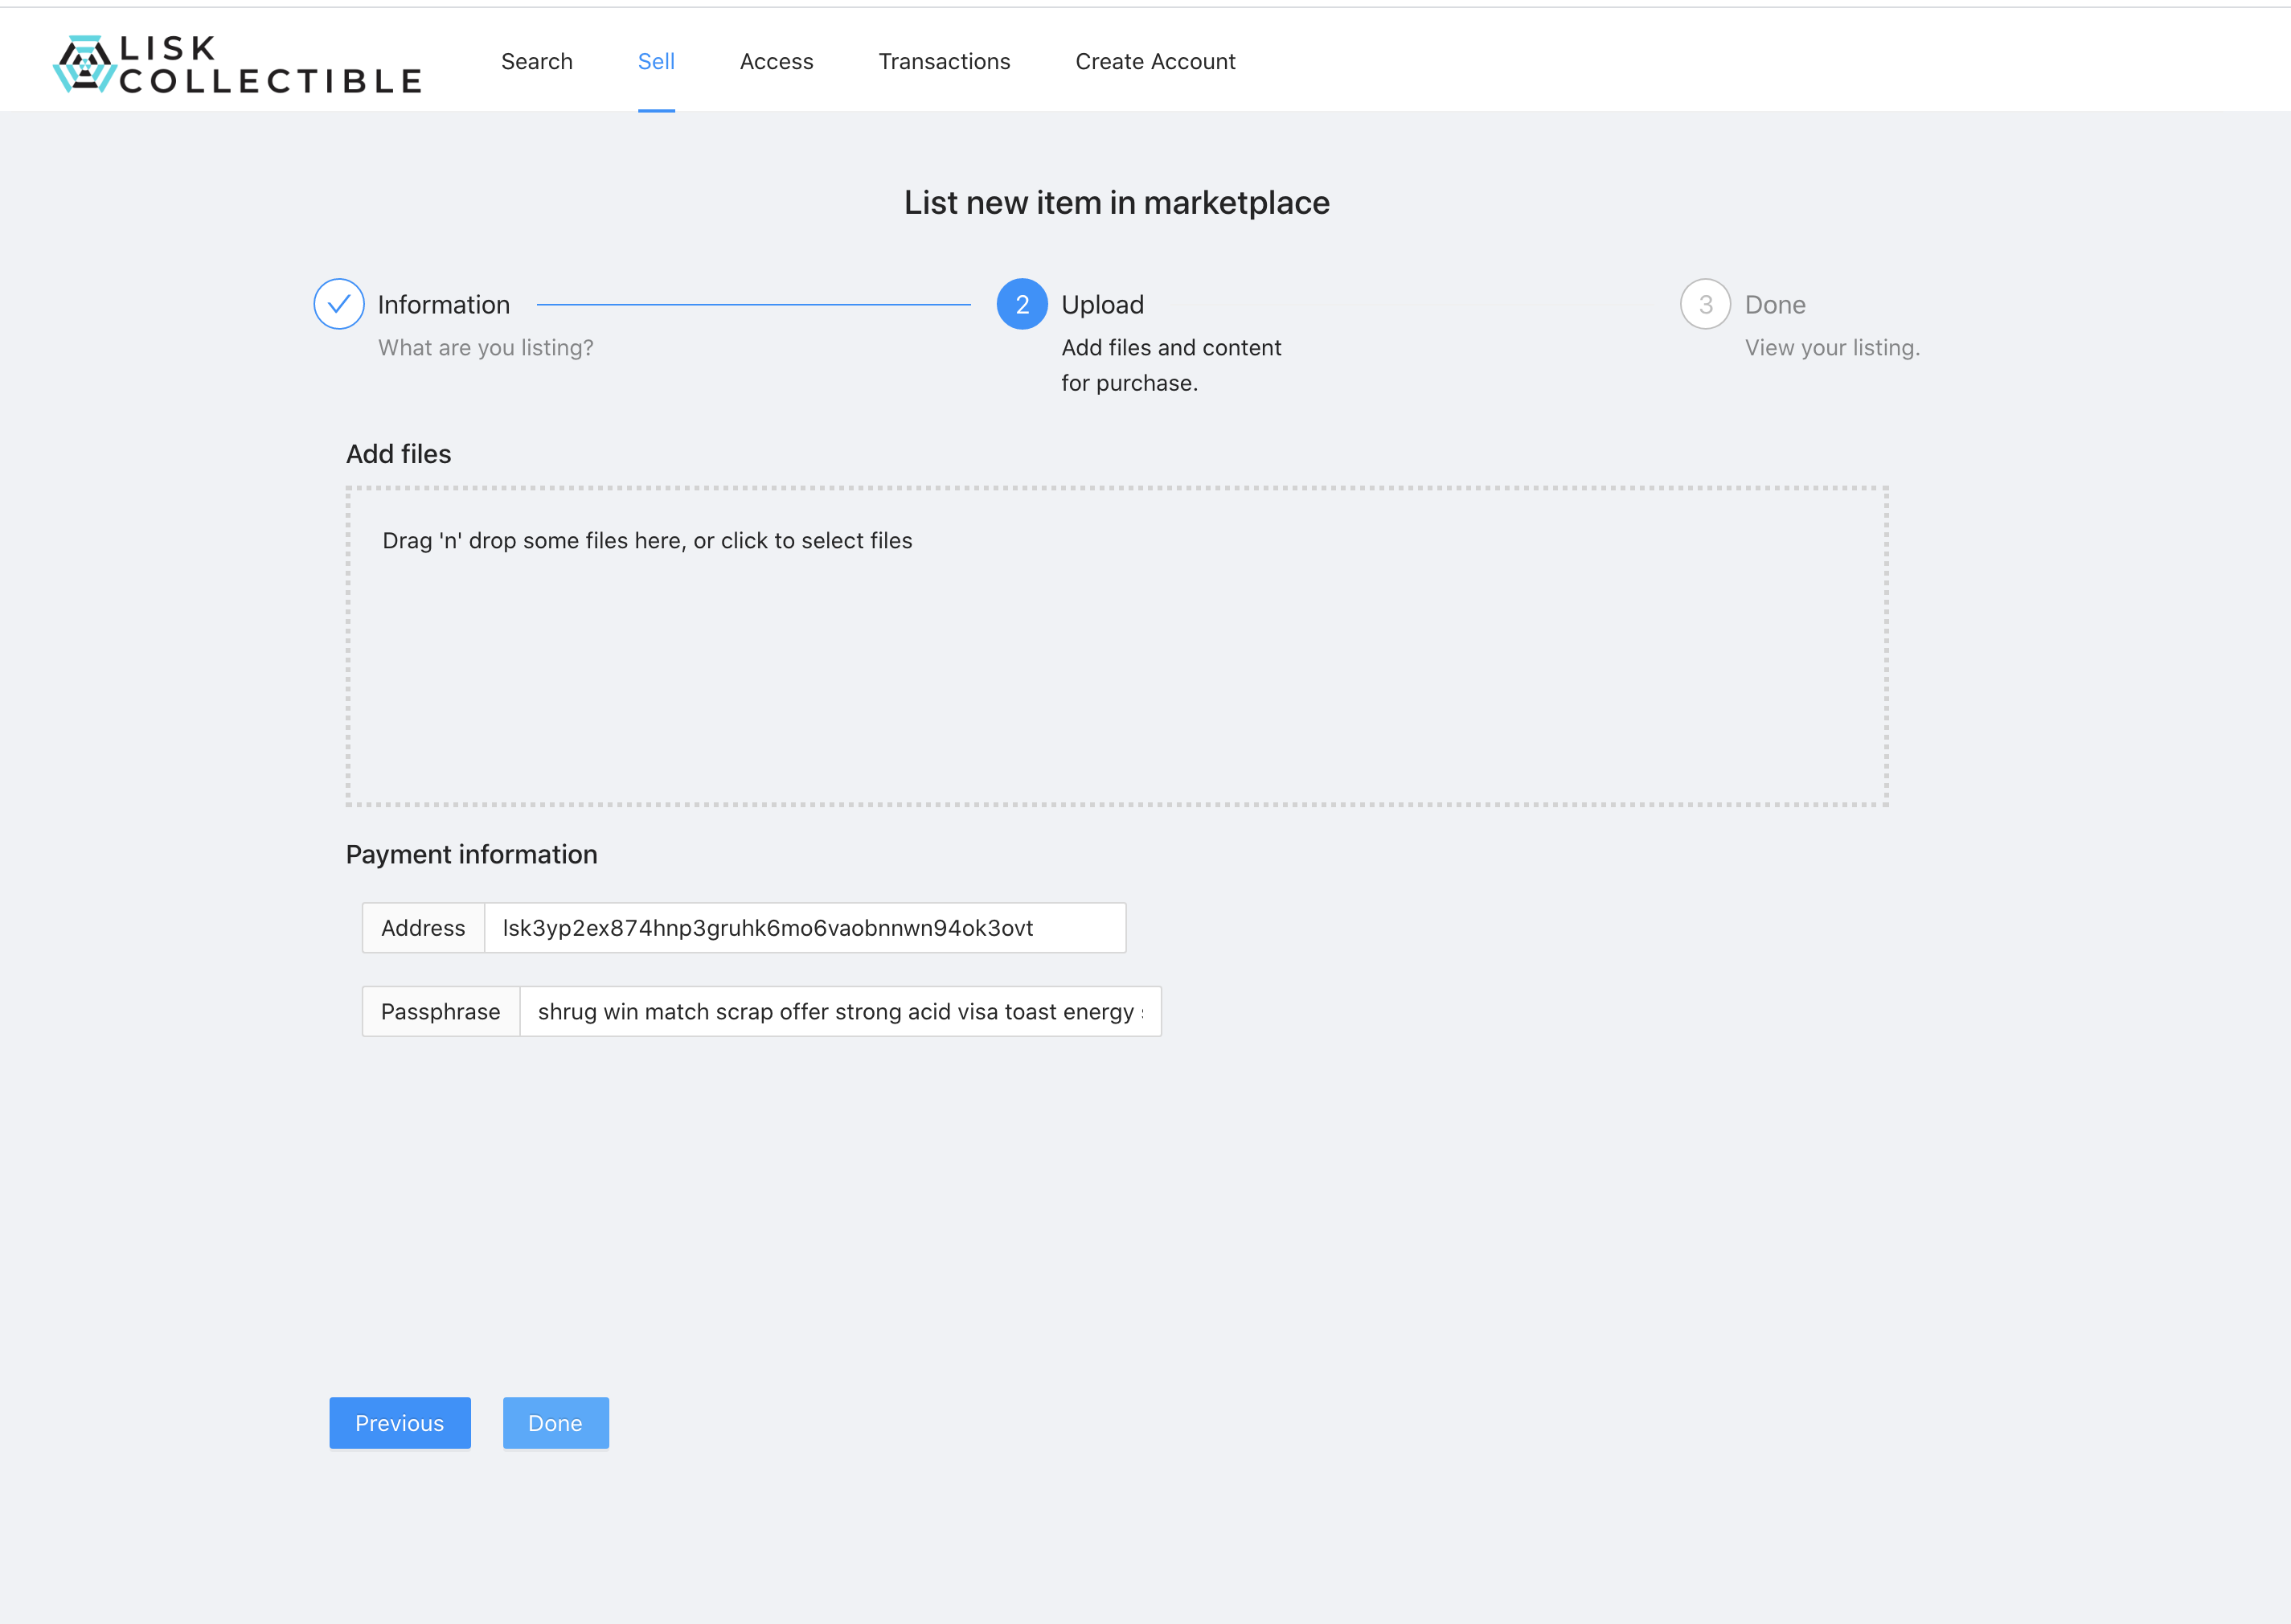 LISK
COLLECTIBLE
Search
Sell
Access
Transactions
Create Account
List new item in marketplace
Information
What are you listing?
2
Upload
Add files and content
for purchase.
3
Done
View your listing.
Add files
Drag 'n' drop some files here, or click to select files
Payment information
Address
lsk3yp2ex874hnp3gruhk6mo6vaobnnwn94ok3ovt
Passphrase
shrug win match scrap offer strong acid visa toast energy
Previous
Done